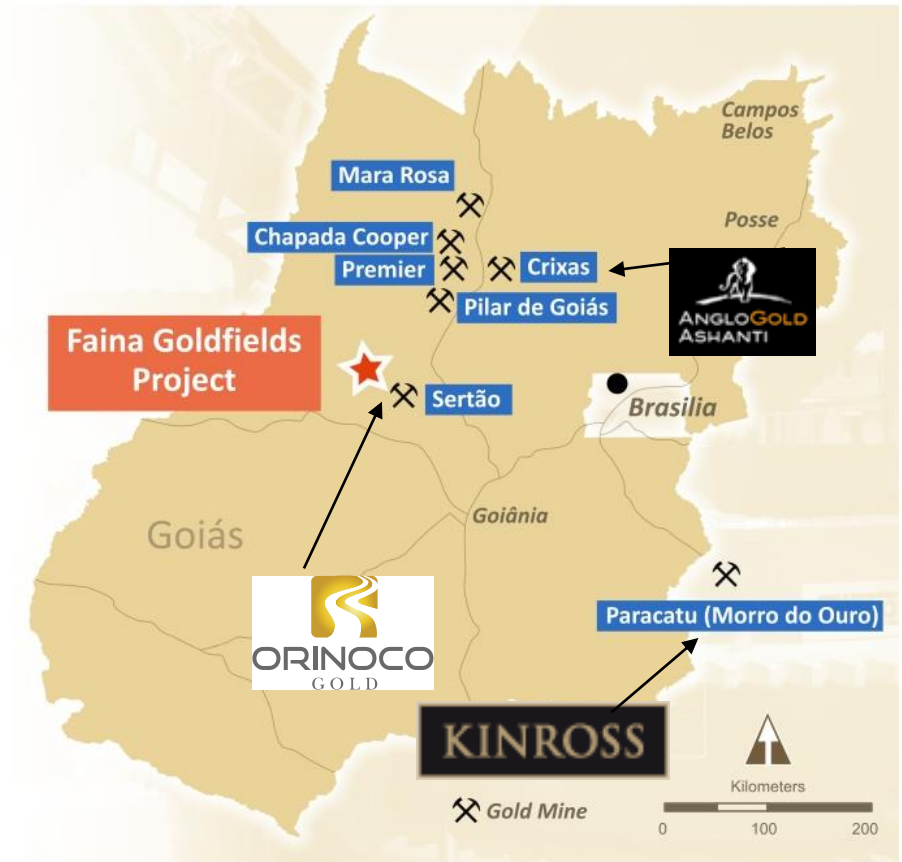 Campos
Belos
Mara Rosa
Posse
Chapada Cooper
Premier
Crixas
Pilar de Goiás
ANGLOGOLD
ASHANTI
Faina Goldfields
Project
Sertão
Brasilia
Goiânia
Goiás
Paracatu (Morro do Ouro)
ORINOCO
GOLD
KINROSS
Kilometers
Gold Mine
0 100 200